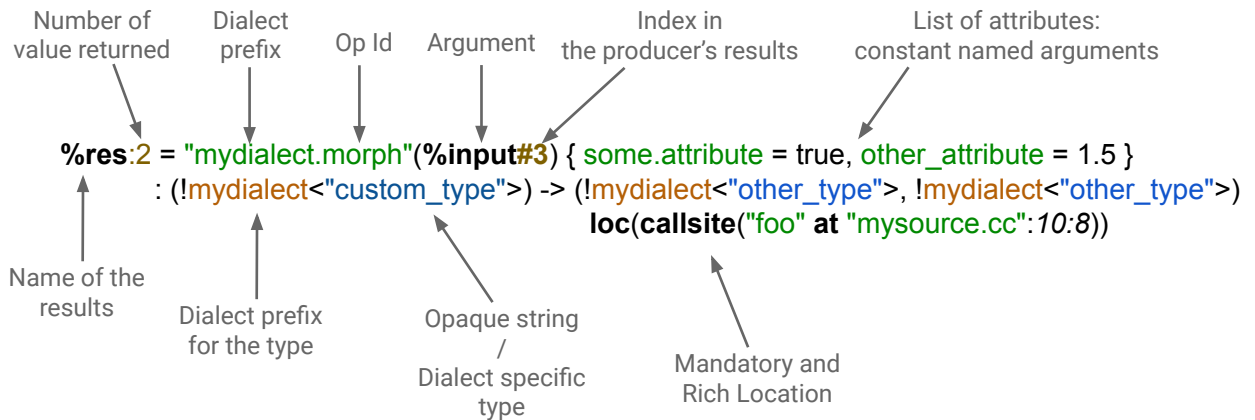 Number of
value returned
Dialect
prefix
Op Id
Argument
Index in
the producer's results
List of attributes:
constant named arguments
%res:2 = "mydialect.morph"(%input#3) { some.attribute = true, other_attribute = 1.5 }
: (!mydialect<"custom_type">) -> (!mydialect<"other_type">, !mydialect<"other_type">)
loc(callsite("foo" at "mysource.cc":10:8))
Name of the
results
Dialect prefix
for the type
Opaque string
/
Dialect specific
type
Mandatory and
Rich Location